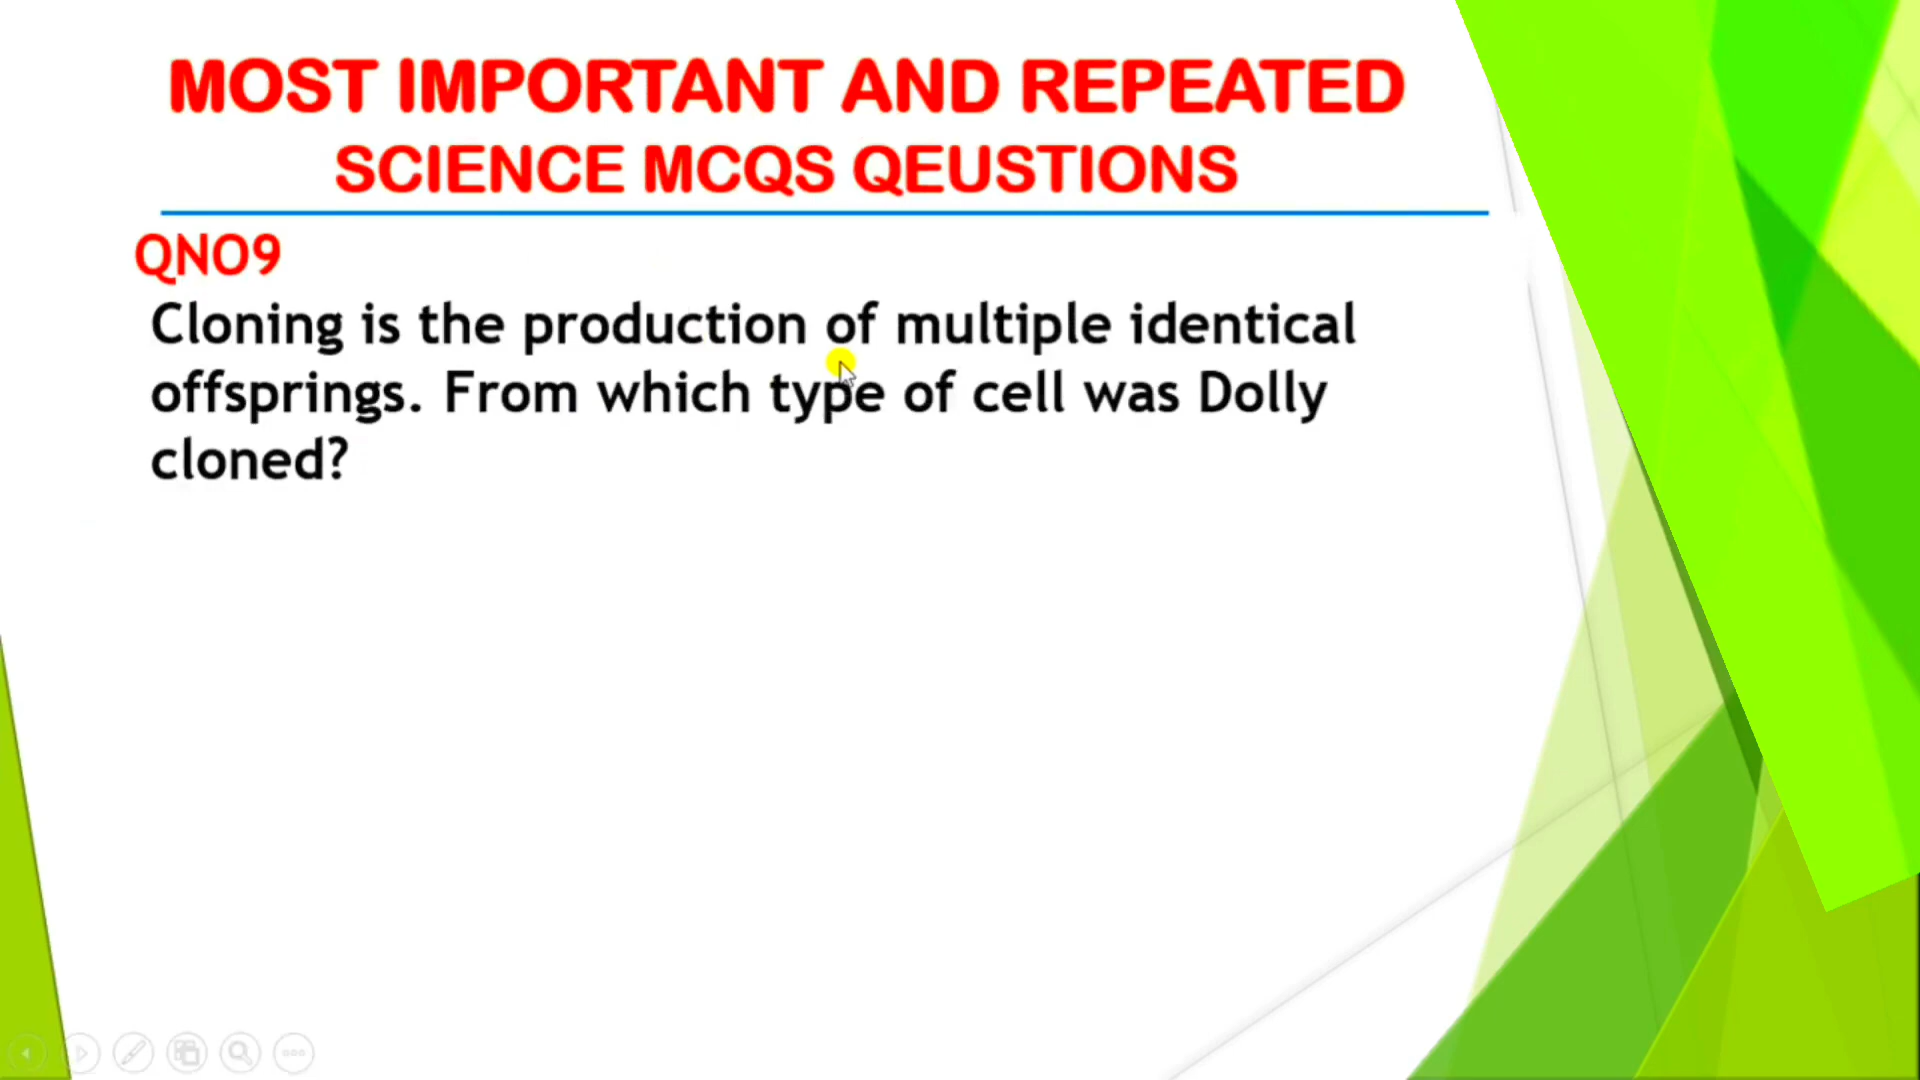 MOST IMPORTANT AND REPEATED
SCIENCE MCQS QEUSTIONS
QNO9
Cloning is the production of multiple identical
offsprings. From which type of cell was Dolly
cloned?